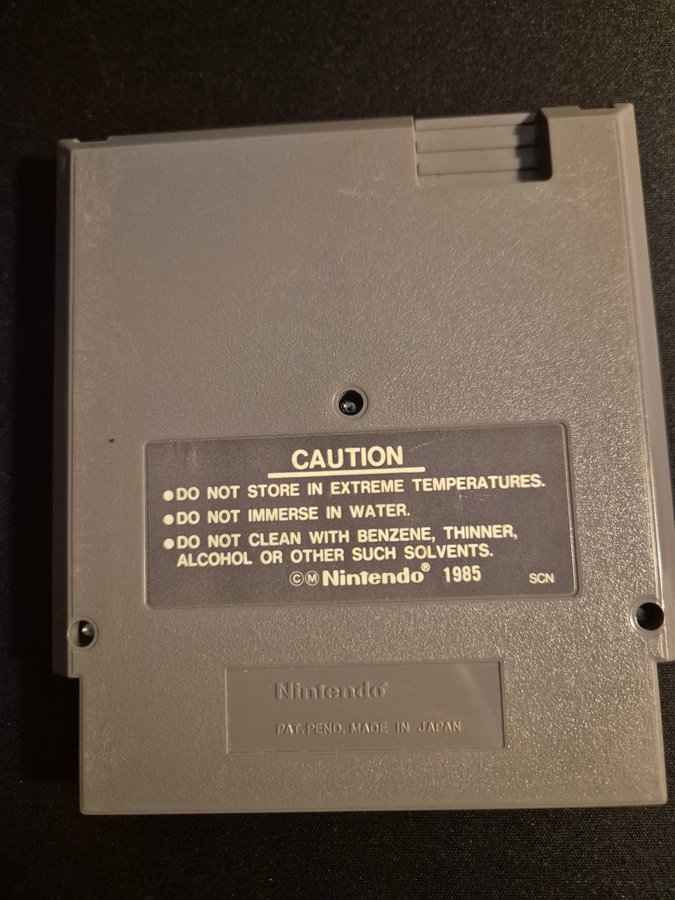 CAUTION
●DO NOT STORE IN EXTREME TEMPERATURES.
●DO NOT IMMERSE IN WATER.
●DO NOT CLEAN WITH BENZENE, THINNER,
ALCOHOL OR OTHER SUCH SOLVENTS.
©Ⓜ Nintendo® 1985 SCN
Nintendo®
PAT. PEND. MADE IN JAPAN